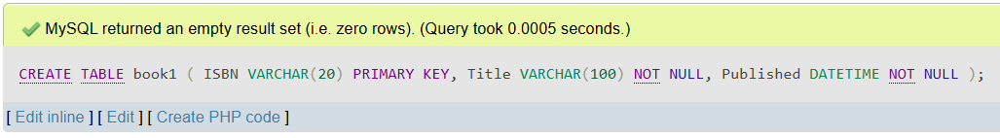 MySQL returned an empty result set (i.e. zero rows). (Query took 0.0005 seconds.)
CREATE TABLE book1 ( ISBN VARCHAR(20) PRIMARY KEY, Title VARCHAR(100) NOT NULL, Published DATETIME NOT NULL );
[ Edit inline ] [ Edit ] [ Create PHP code ]